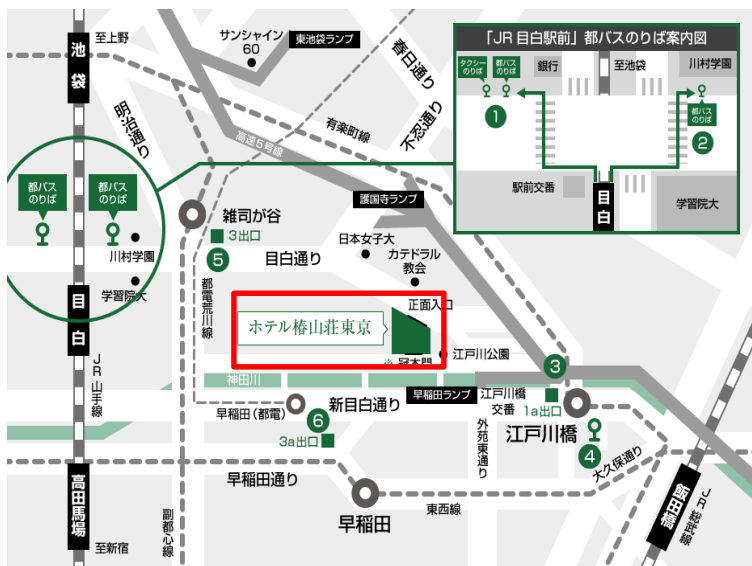 至上野
池袋
サンシャイン
60
東池袋ランプ
春日通り
不忍通り
明治通り
有楽町線
高速5号線
「JR 目白駅前」都バスのりば案内図
タクシー
のりば
都バス
のりば
銀行
至池袋
川村学園
1
都バス
のりば
2
駅前交番
目白
学習院大
都バス
のりば
都バス
のりば
川村学園
学習院大
雑司が谷
3出口
5
目白通り
護国寺ランプ
日本女子大
カテドラル
教会
正面入口
ホテル椿山荘東京
※ 冠木門
江戸川公園
目白
都電荒川線
JR山手線
神田川
早稲田ランプ
3
江戸川橋
交番
1a出口
江戸川橋
4
早稲田（都電）
新目白通り
6
3a出口
外苑東通り
大久保通り
早稲田通り
早稲田
東西線
高田馬場
副都心線
至新宿
飯田橋
JR総武線